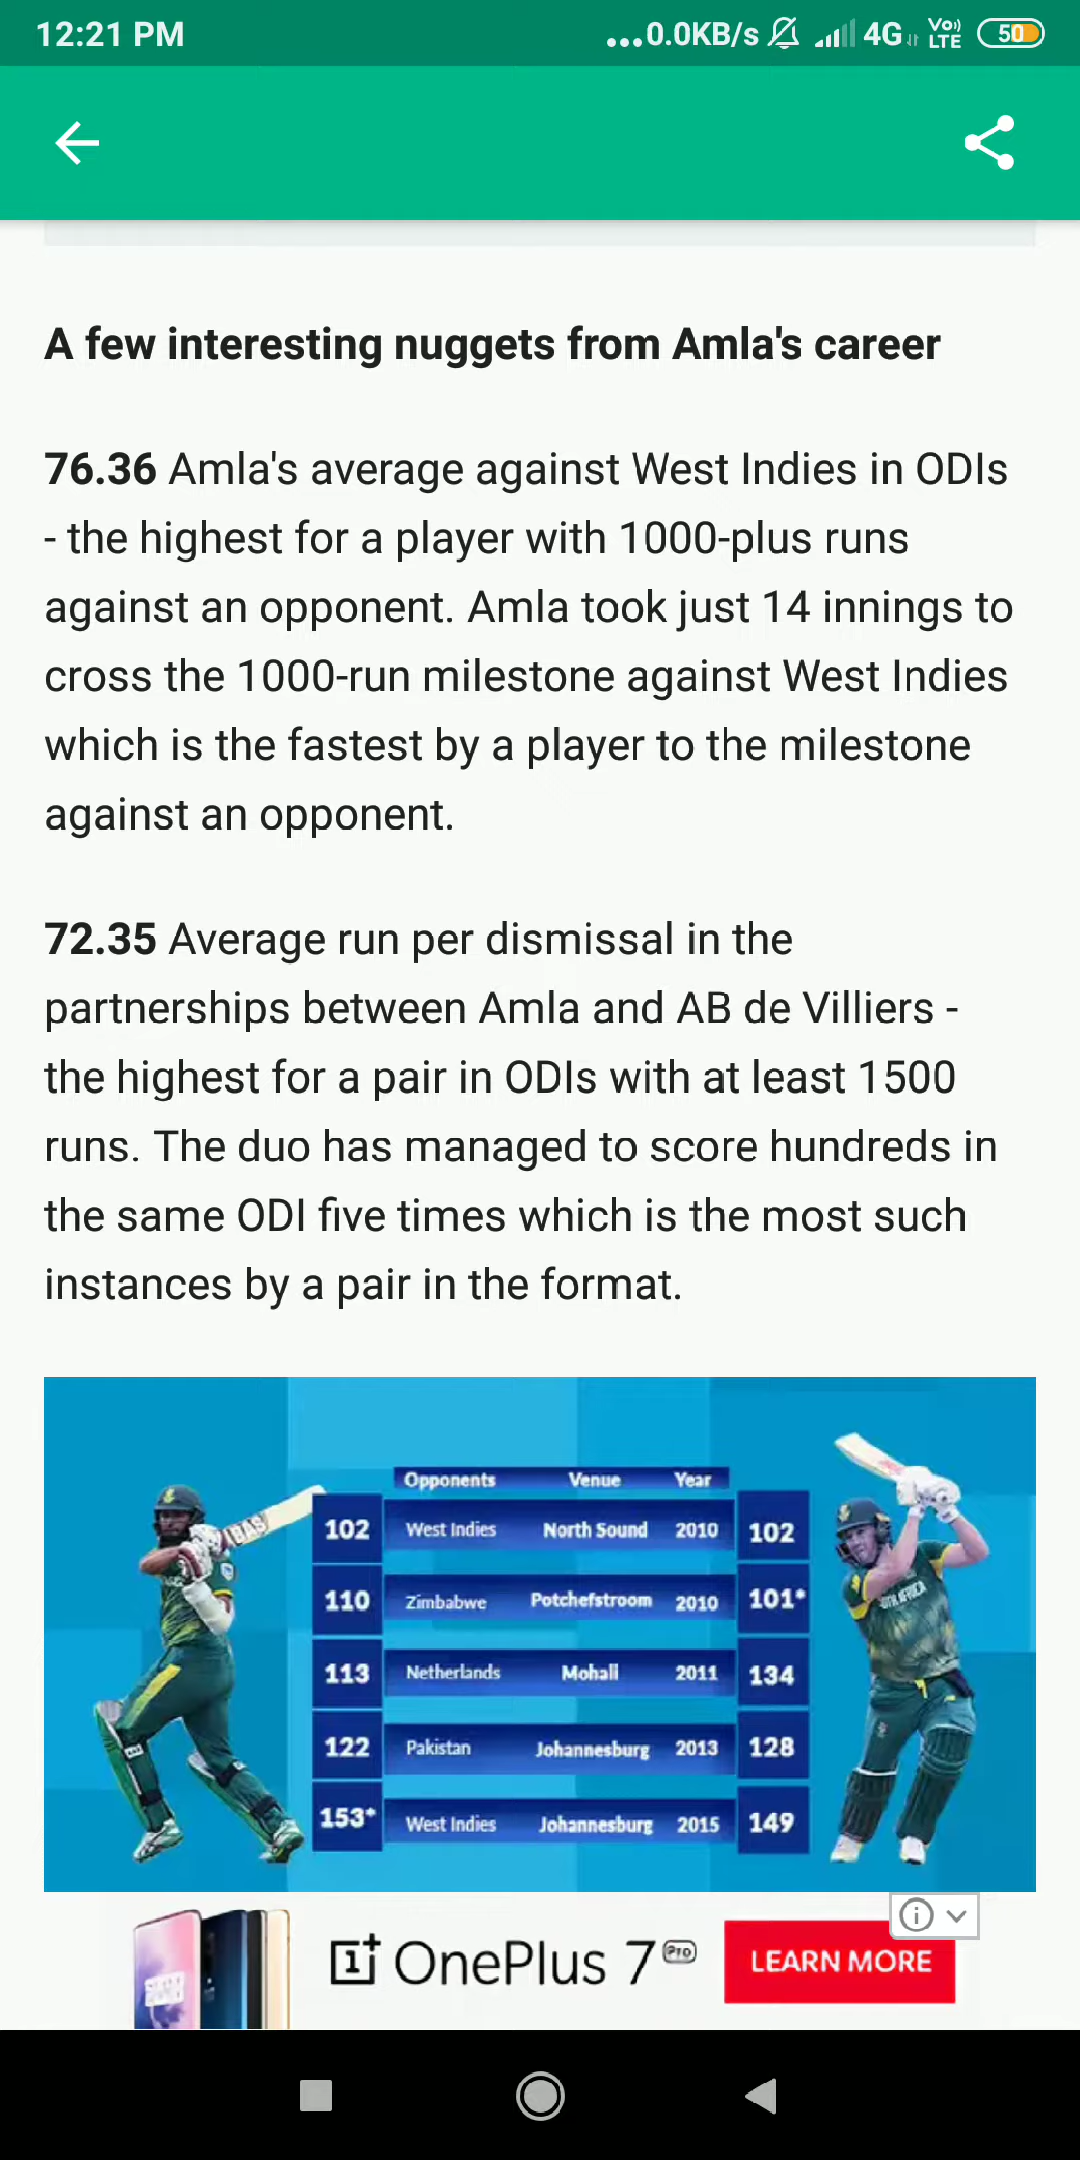 12:21 PM
...0.0KB/s 4G Vo)) LTE 50
A few interesting nuggets from Amla's career
76.36 Amla's average against West Indies in ODIs
- the highest for a player with 1000-plus runs
against an opponent. Amla took just 14 innings to
cross the 1000-run milestone against West Indies
which is the fastest by a player to the milestone
against an opponent.
72.35 Average run per dismissal in the
partnerships between Amla and AB de Villiers -
the highest for a pair in ODIs with at least 1500
runs. The duo has managed to score hundreds in
the same ODI five times which is the most such
instances by a pair in the format.
Opponents Venue Year
102 West Indies North Sound 2010 102
110 Zimbabwe Potchefstroom 2010 101*
113 Netherlands Mohali 2011 134
122 Pakistan Johannesburg 2013 128
153* West Indies Johannesburg 2015 149
BAS
SOUTH AFRICA
1+ OnePlus 7 Pro
LEARN MORE